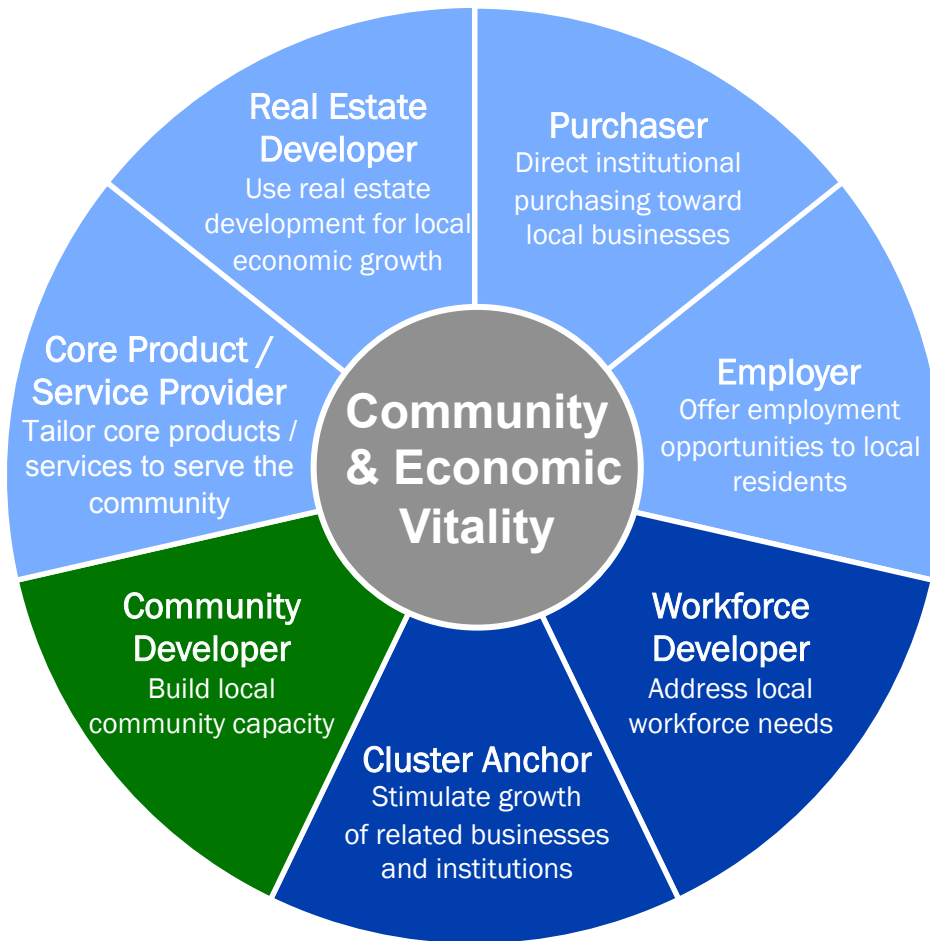 Real Estate
Developer
Use real estate
development for local
economic growth
Purchaser
Direct institutional
purchasing toward
local businesses
Core Product /
Service Provider
Tailor core products /
services to serve the
community
Community
& Economic
Vitality
Employer
Offer employment
opportunities to local
residents
Community
Developer
Build local
community capacity
Cluster Anchor
Stimulate growth
of related businesses
and institutions
Workforce
Developer
Address local
workforce needs